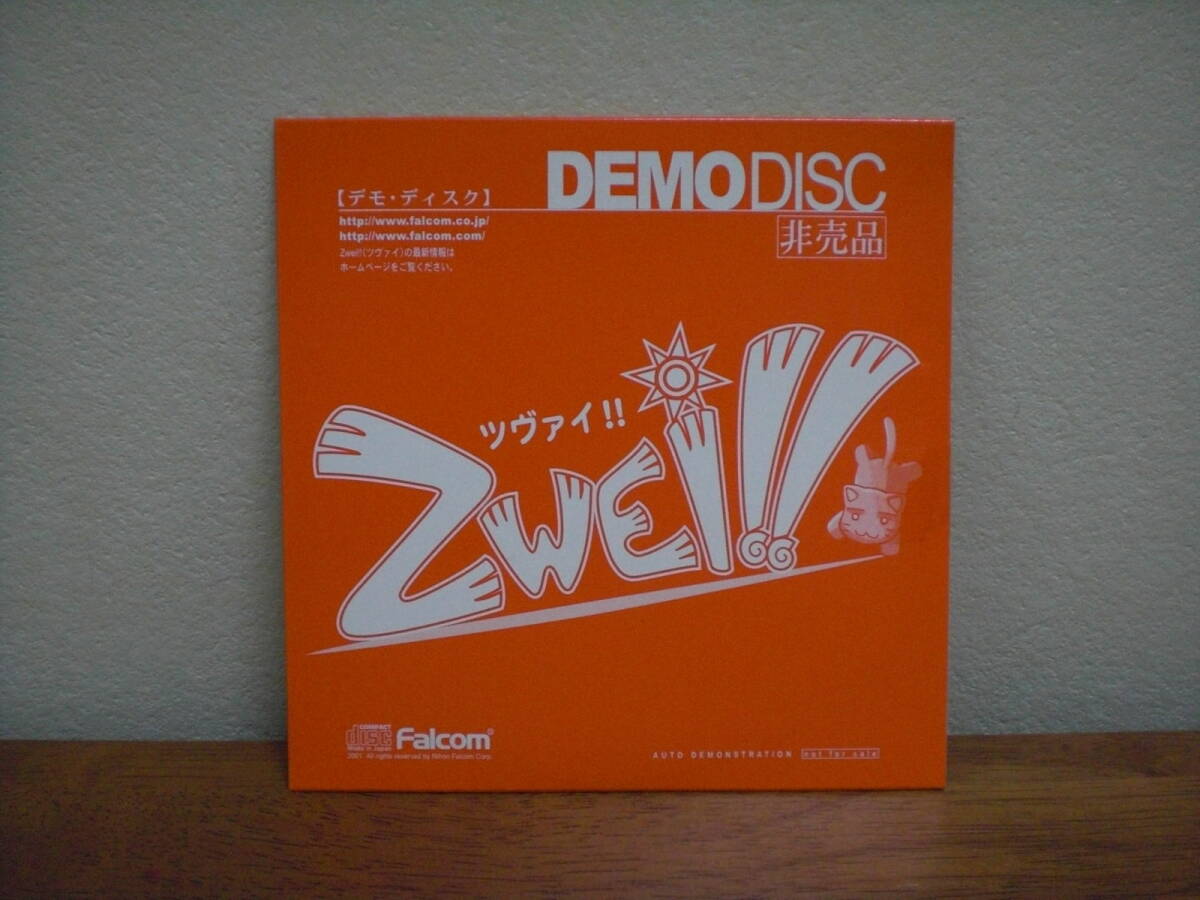 DEMODISC
【デモ・ディスク】
非売品
http://www.falcom.co.jp/
http://www.falcom.com/
Zwei!!(ツヴァイ)の最新情報は
ホームページをご覧ください。
ツヴァイ!!
Zwei!!
COMPACT
disc
Made in Japan
Falcom®
2001 All rights reserved by Nihon Falcom Corp.
AUTO DEMONSTRATION not for sale